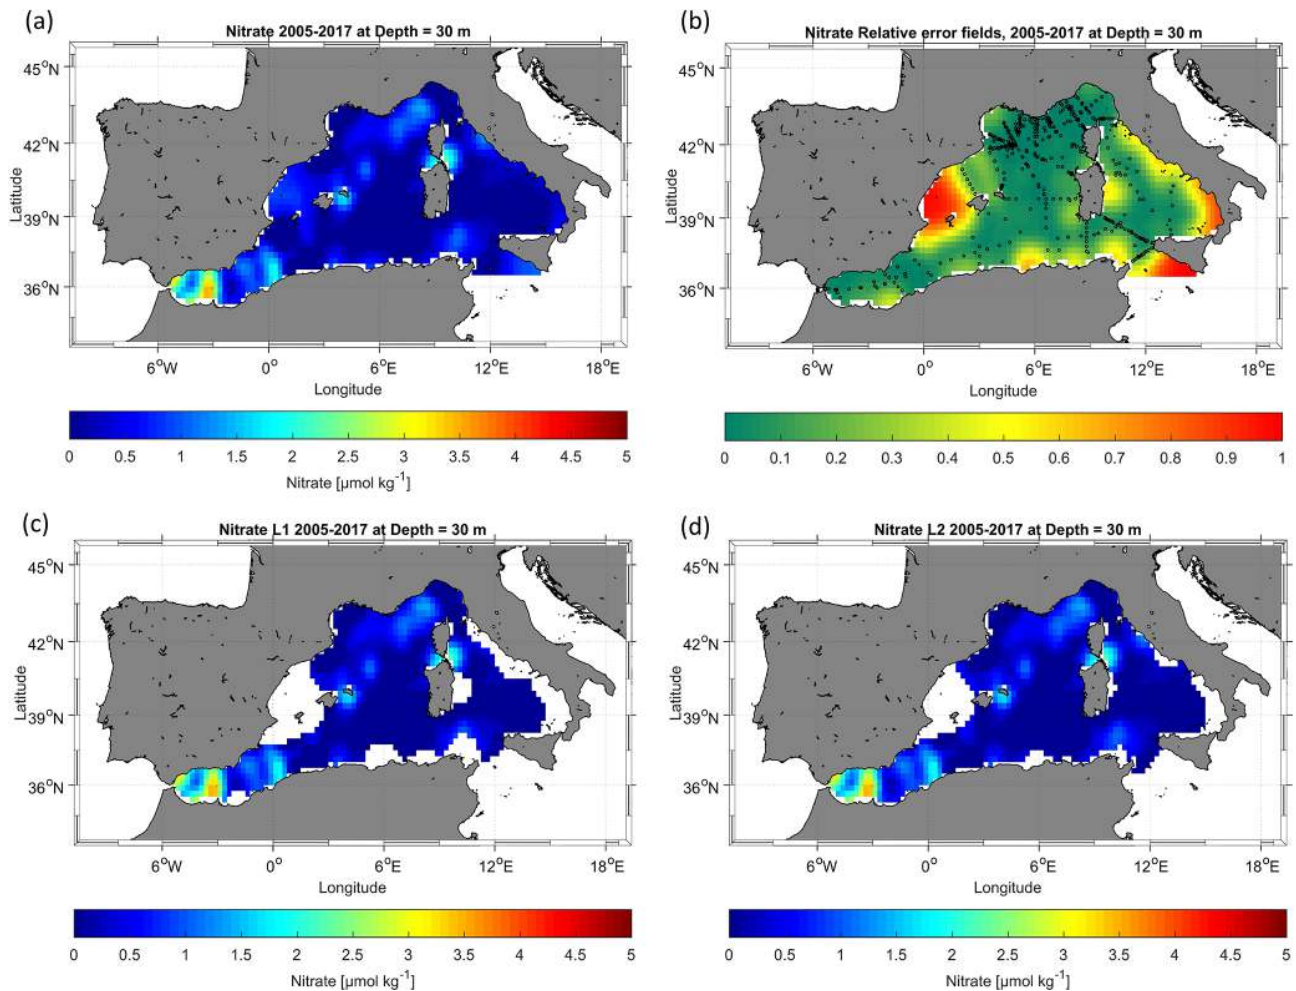 (a)
Nitrate 2005-2017 at Depth = 30 m
45°N
42°N
39°N
36°N
Latitude
6°W 0° 6°E 12°E 18°E
Longitude
0 0.5 1 1.5 2 2.5 3 3.5 4 4.5 5
Nitrate [μmol kg⁻¹]
(b)
Nitrate Relative error fields, 2005-2017 at Depth = 30 m
45°N
42°N
39°N
36°N
Latitude
6°W 0° 6°E 12°E 18°E
Longitude
0 0.1 0.2 0.3 0.4 0.5 0.6 0.7 0.8 0.9 1
(c)
Nitrate L1 2005-2017 at Depth = 30 m
45°N
42°N
39°N
36°N
Latitude
6°W 0° 6°E 12°E 18°E
Longitude
0 0.5 1 1.5 2 2.5 3 3.5 4 4.5 5
Nitrate [μmol kg⁻¹]
(d)
Nitrate L2 2005-2017 at Depth = 30 m
45°N
42°N
39°N
36°N
Latitude
6°W 0° 6°E 12°E 18°E
Longitude
0 0.5 1 1.5 2 2.5 3 3.5 4 4.5 5
Nitrate [μmol kg⁻¹]